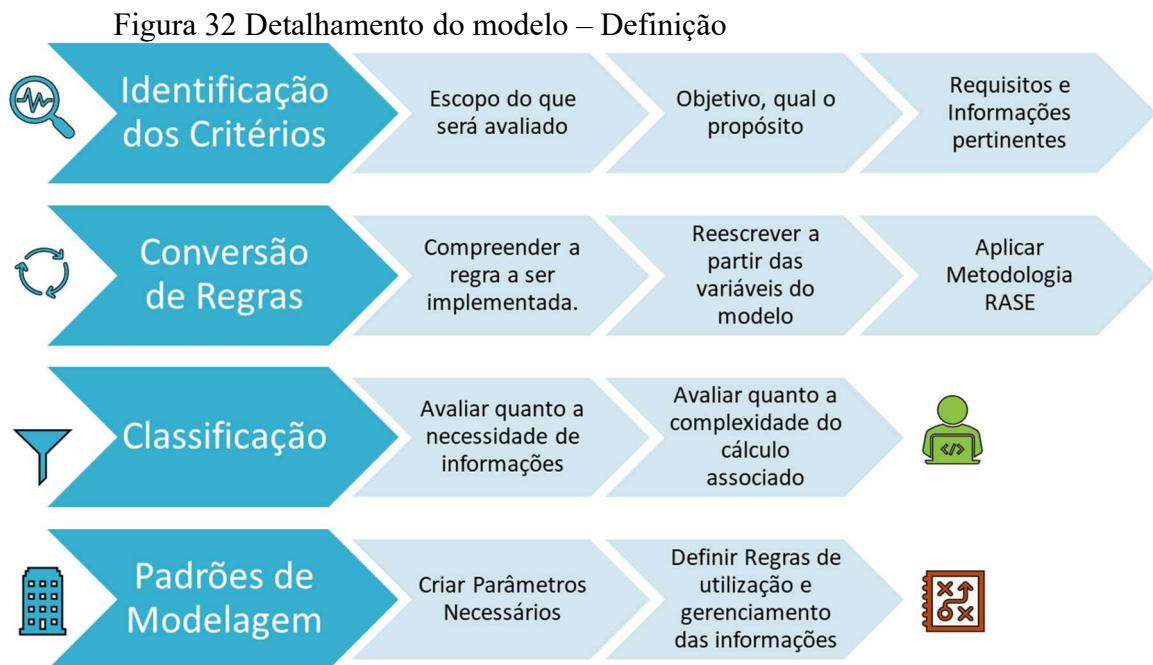 Figura 32 Detalhamento do modelo – Definição
Identificação
dos Critérios
Escopo do que
será avaliado
Objetivo, qual o
propósito
Requisitos e
Informações
pertinentes
Conversão
de Regras
Compreender a
regra a ser
implementada.
Reescrever a
partir das
variáveis do
modelo
Aplicar
Metodologia
RASE
Classificação
Avaliar quanto a
necessidade de
informações
Avaliar quanto a
complexidade do
cálculo
associado
</>
Padrões de
Modelagem
Criar Parâmetros
Necessários
Definir Regras de
utilização e
gerenciamento
das informações